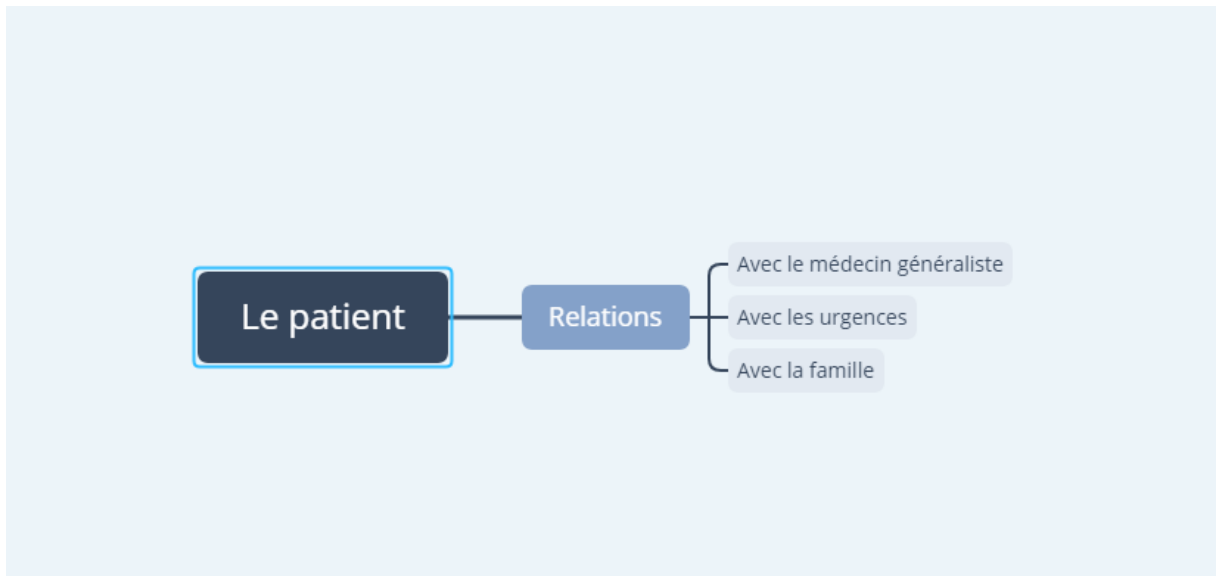 Le patient
Relations
Avec le médecin généraliste
Avec les urgences
Avec la famille